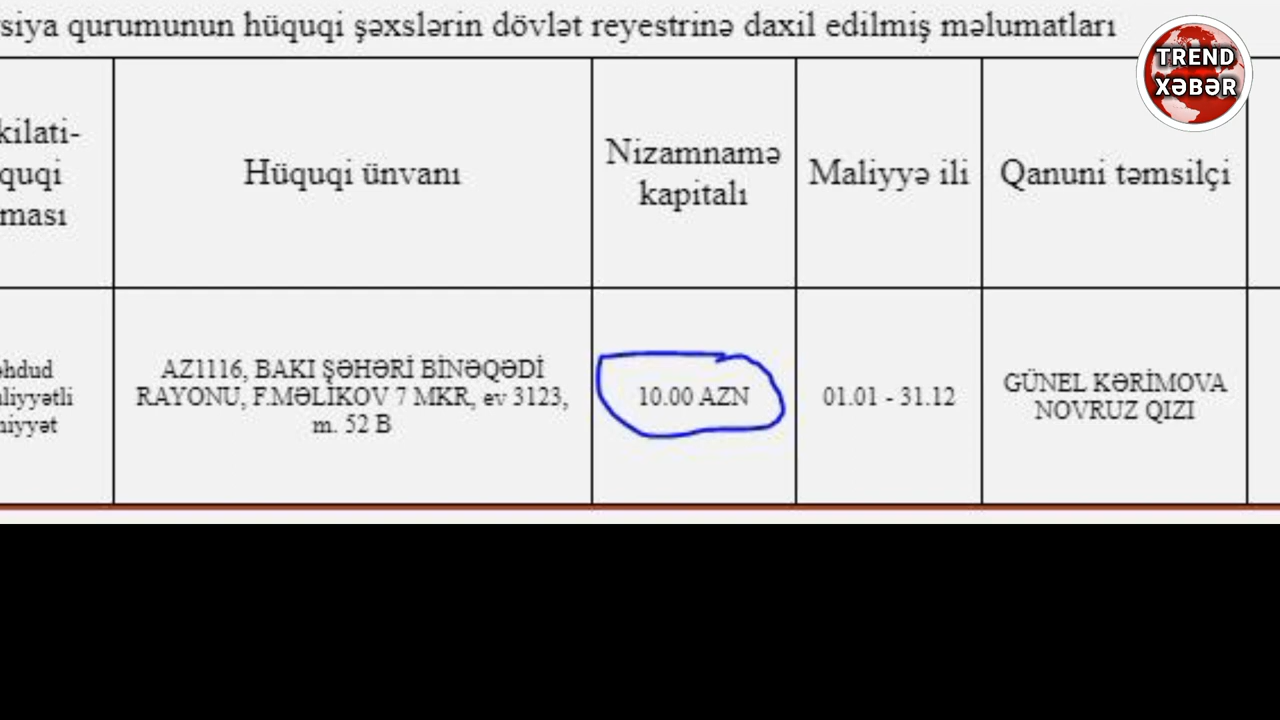 siya qurumunun hüquqi şəxslərin dövlət reyestrinə daxil edilmiş məlumatları
TREND
XƏBƏR
kilati-
quqi
ması
Hüquqi ünvanı
Nizamnamə
kapitalı
Maliyyə ili
Qanuni təmsilçi
əhdud
liyyətli
iyyət
AZ1116, BAKI ŞƏHƏRİ BİNƏQƏDİ
RAYONU, F.MƏLİKOV 7 MKR, ev 3123,
m. 52 B
10.00 AZN
01.01 - 31.12
GÜNEL KƏRİMOVA
NOVRUZ QIZI